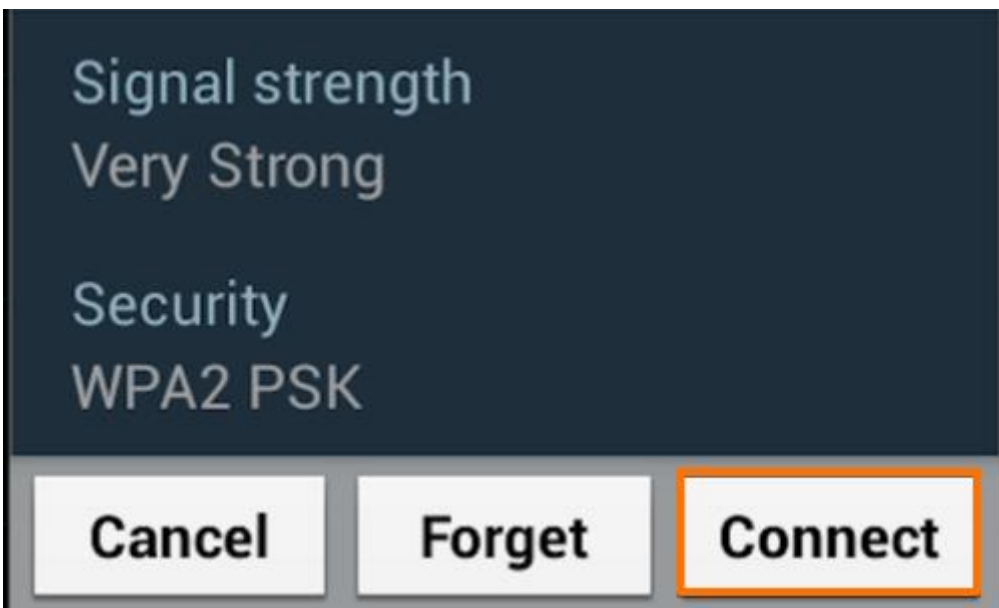 Signal strength
Very Strong
Security
WPA2 PSK
Cancel Forget Connect